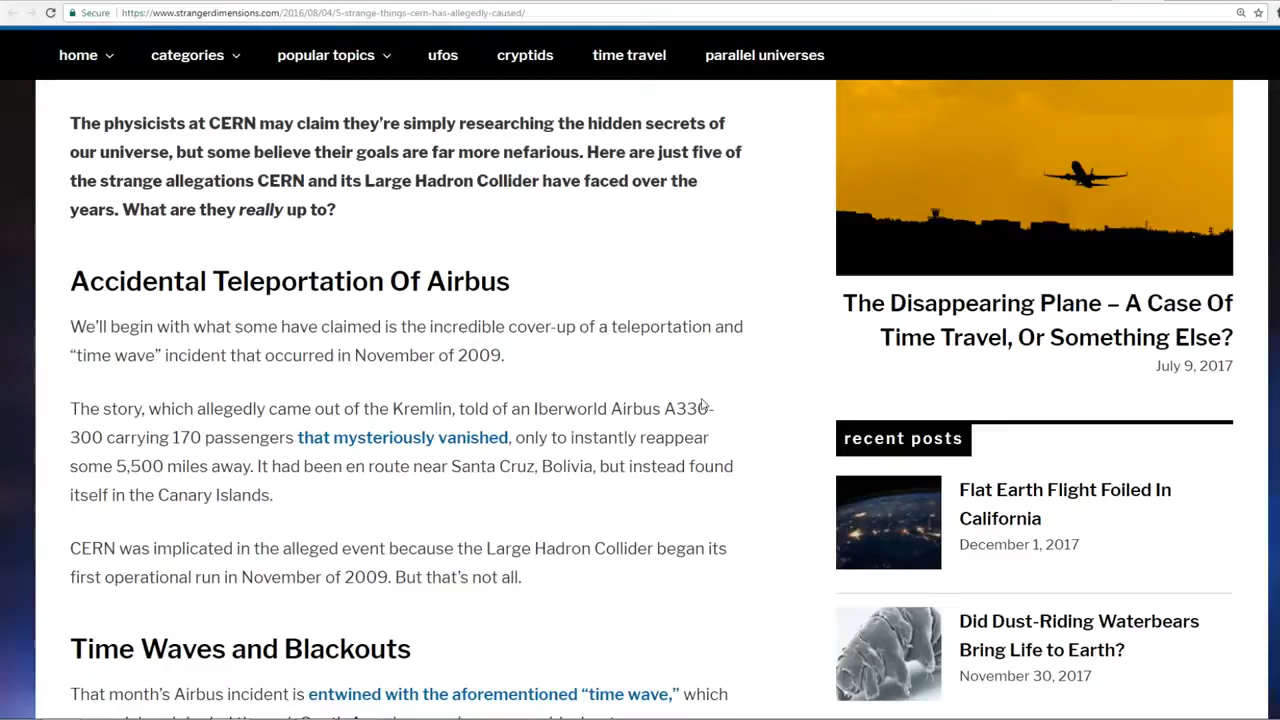 Secure
https://www.strangerdimensions.com/2016/08/04/5-strange-things-cern-has-allegedly-caused/
home
categories
popular topics
ufos
cryptids
time travel
parallel universes
The physicists at CERN may claim they're simply researching the hidden secrets of
our universe, but some believe their goals are far more nefarious. Here are just five of
the strange allegations CERN and its Large Hadron Collider have faced over the
years. What are they really up to?
Accidental Teleportation Of Airbus
We'll begin with what some have claimed is the incredible cover-up of a teleportation and
“time wave” incident that occurred in November of 2009.
The story, which allegedly came out of the Kremlin, told of an Iberworld Airbus A330-
300 carrying 170 passengers that mysteriously vanished, only to instantly reappear
some 5,500 miles away. It had been en route near Santa Cruz, Bolivia, but instead found
itself in the Canary Islands.
CERN was implicated in the alleged event because the Large Hadron Collider began its
first operational run in November of 2009. But that's not all.
Time Waves and Blackouts
That month's Airbus incident is entwined with the aforementioned “time wave,” which
The Disappearing Plane – A Case Of
Time Travel, Or Something Else?
July 9, 2017
recent posts
Flat Earth Flight Foiled In
California
December 1, 2017
Did Dust-Riding Waterbears
Bring Life to Earth?
November 30, 2017